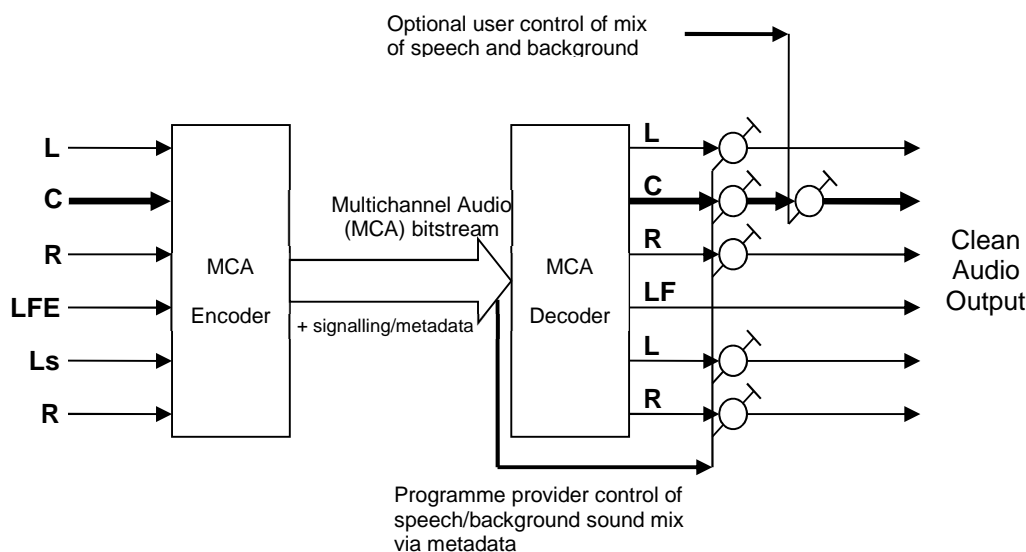 Optional user control of mix
of speech and background
L
C
R
LFE
Ls
R
MCA
Encoder
Multichannel Audio
(MCA) bitstream
+ signalling/metadata
MCA
Decoder
L
C
R
LF
L
R
Clean
Audio
Output
Programme provider control of
speech/background sound mix
via metadata